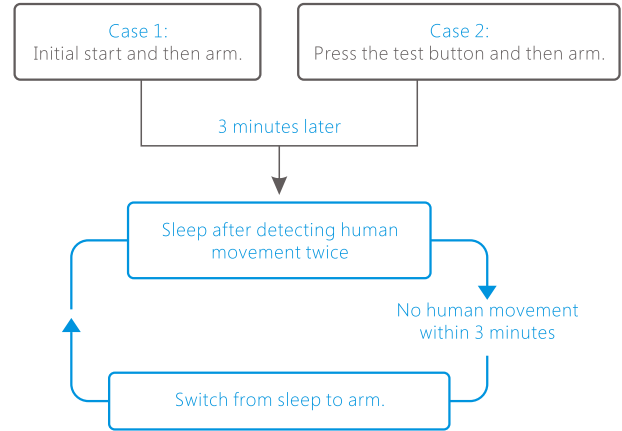 Case 1:
Initial start and then arm.
Case 2:
Press the test button and then arm.
3 minutes later
Sleep after detecting human
movement twice
No human movement
within 3 minutes
Switch from sleep to arm.